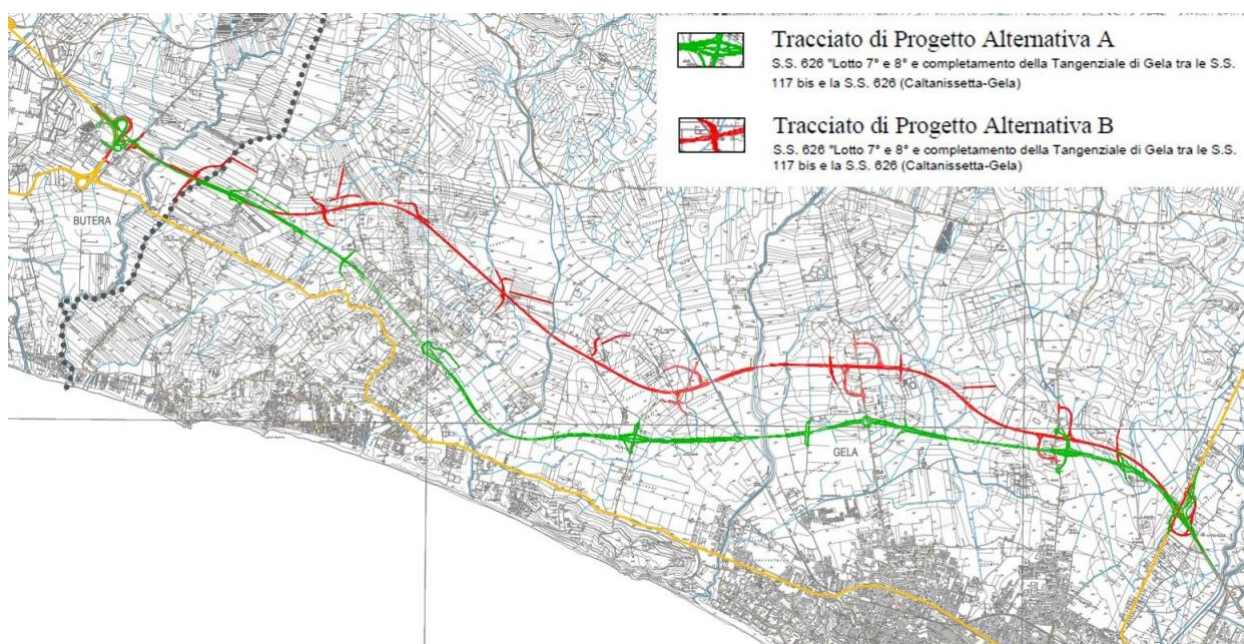 Tracciato di Progetto Alternativa A
S.S. 626 "Lotto 7° e 8° e completamento della Tangenziale di Gela tra le S.S.
117 bis e la S.S. 626 (Caltanissetta-Gela)
Tracciato di Progetto Alternativa B
S.S. 626 "Lotto 7° e 8° e completamento della Tangenziale di Gela tra le S.S.
117 bis e la S.S. 626 (Caltanissetta-Gela)
BUTERA
GELA